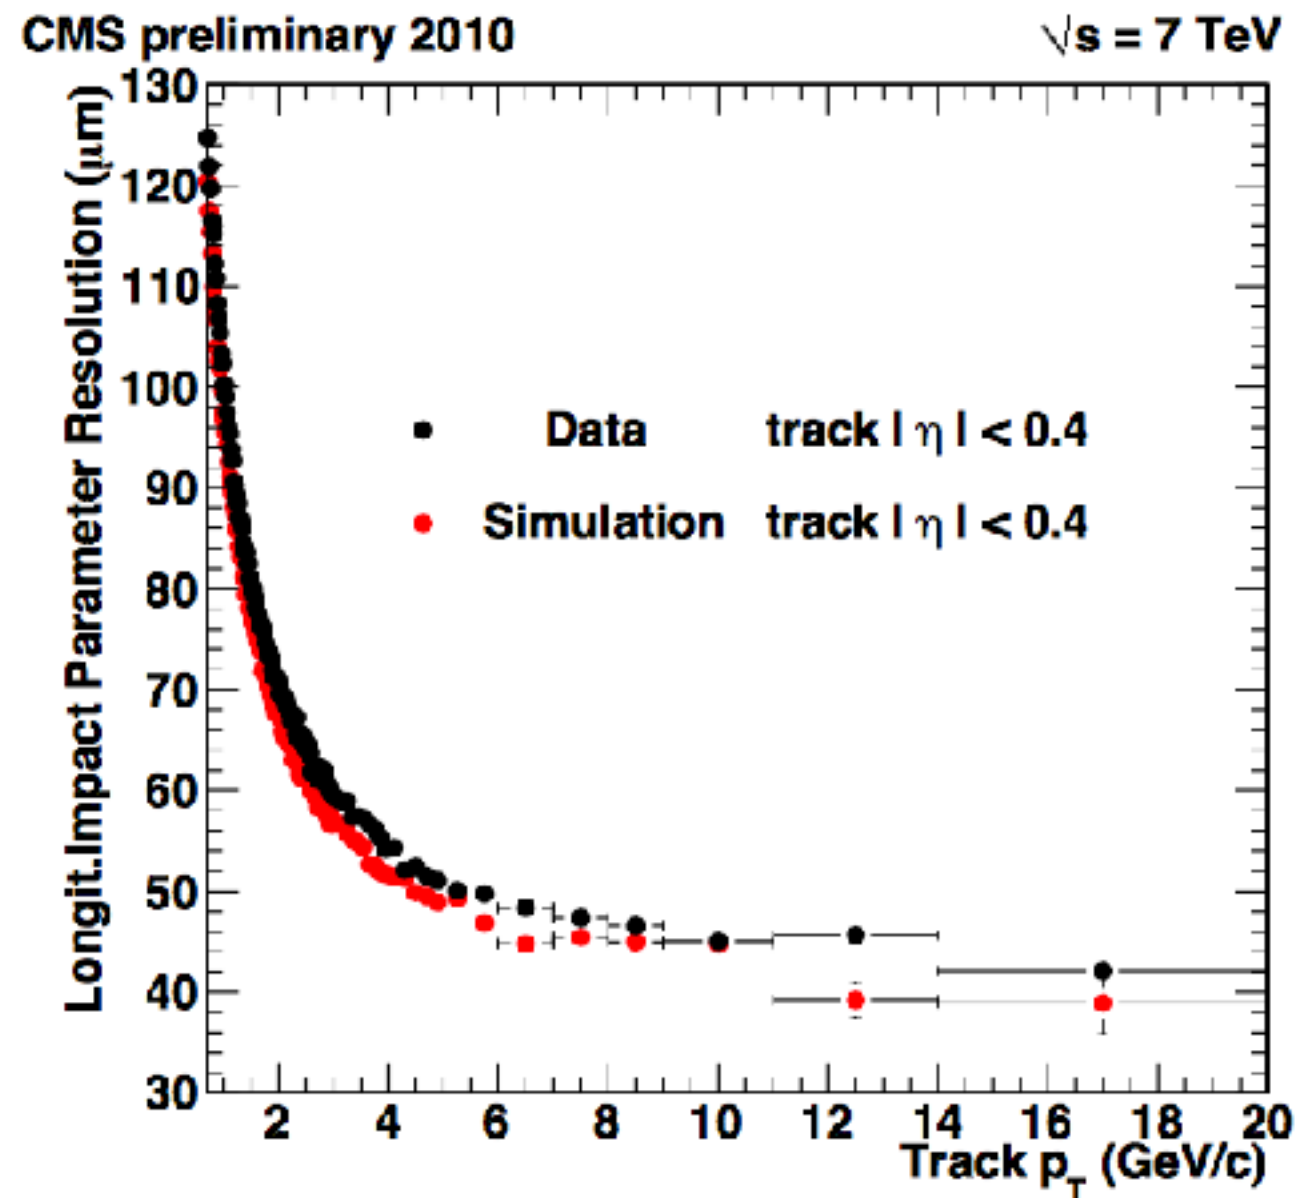 CMS preliminary 2010 √s = 7 TeV
Longit.Impact Parameter Resolution (μm)
130
120
110
100
90
80
70
60
50
40
30
Data track | η | < 0.4
Simulation track | η | < 0.4
2 4 6 8 10 12 14 16 18 20
Track p_T (GeV/c)